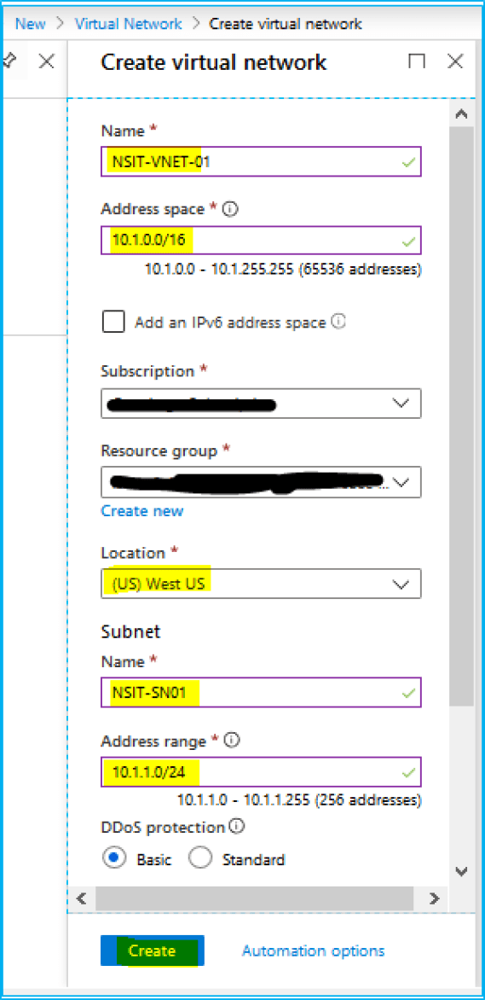 New > Virtual Network > Create virtual network
Create virtual network
Name *
NSIT-VNET-01
Address space *
10.1.0.0/16
10.1.0.0 - 10.1.255.255 (65536 addresses)
Add an IPv6 address space
Subscription *
Resource group *
Create new
Location *
(US) West US
Subnet
Name *
NSIT-SN01
Address range *
10.1.1.0/24
10.1.1.0 - 10.1.1.255 (256 addresses)
DDoS protection
Basic Standard
Create Automation options